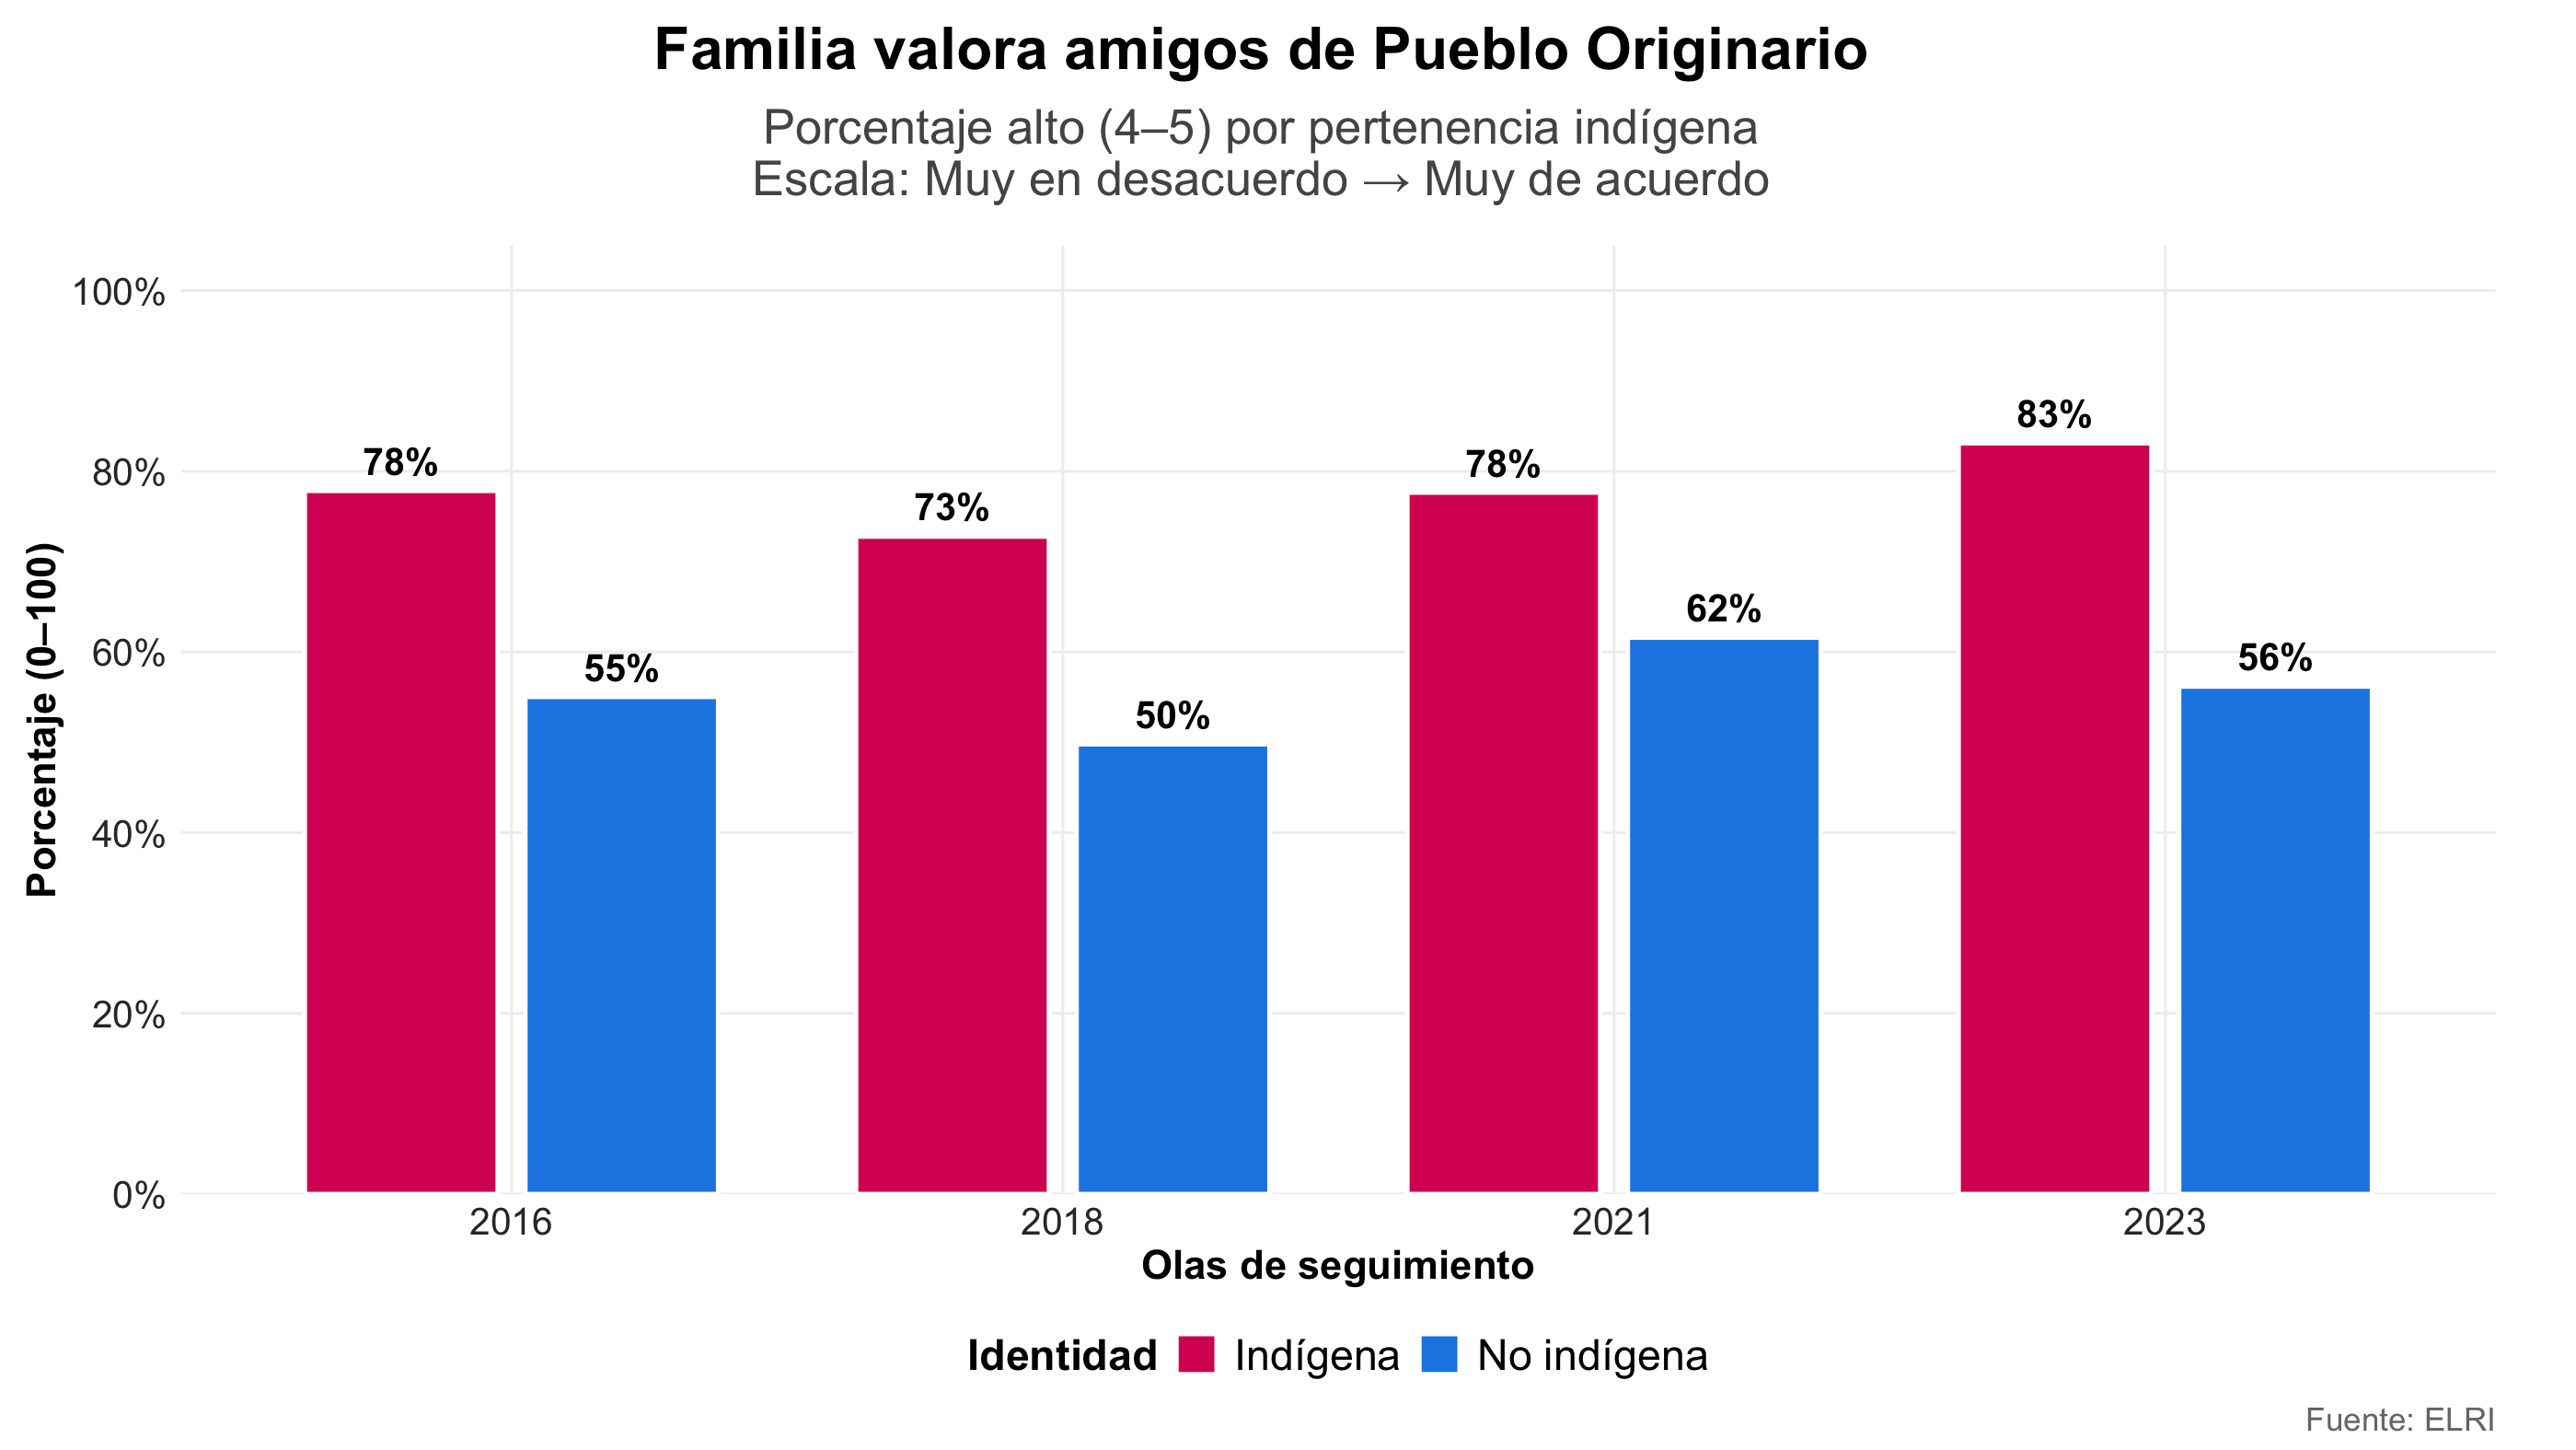 Familia valora amigos de Pueblo Originario
Porcentaje alto (4–5) por pertenencia indígena
Escala: Muy en desacuerdo → Muy de acuerdo
Porcentaje (0–100)
100%
80%
60%
40%
20%
0%
78%
55%
73%
50%
78%
62%
83%
56%
2016
2018
2021
2023
Olas de seguimiento
Identidad Indígena No indígena
Fuente: ELRI